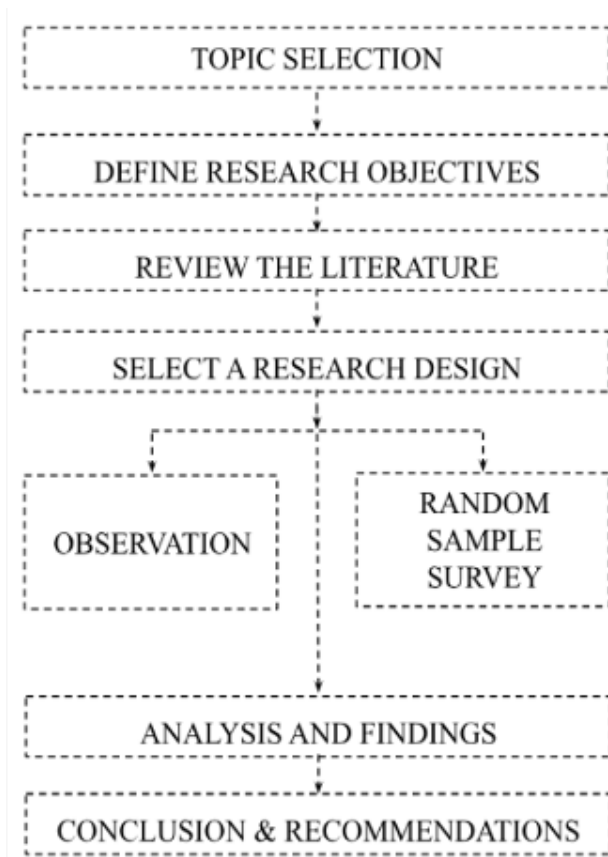 TOPIC SELECTION
DEFINE RESEARCH OBJECTIVES
REVIEW THE LITERATURE
SELECT A RESEARCH DESIGN
OBSERVATION
RANDOM
SAMPLE
SURVEY
ANALYSIS AND FINDINGS
CONCLUSION & RECOMMENDATIONS